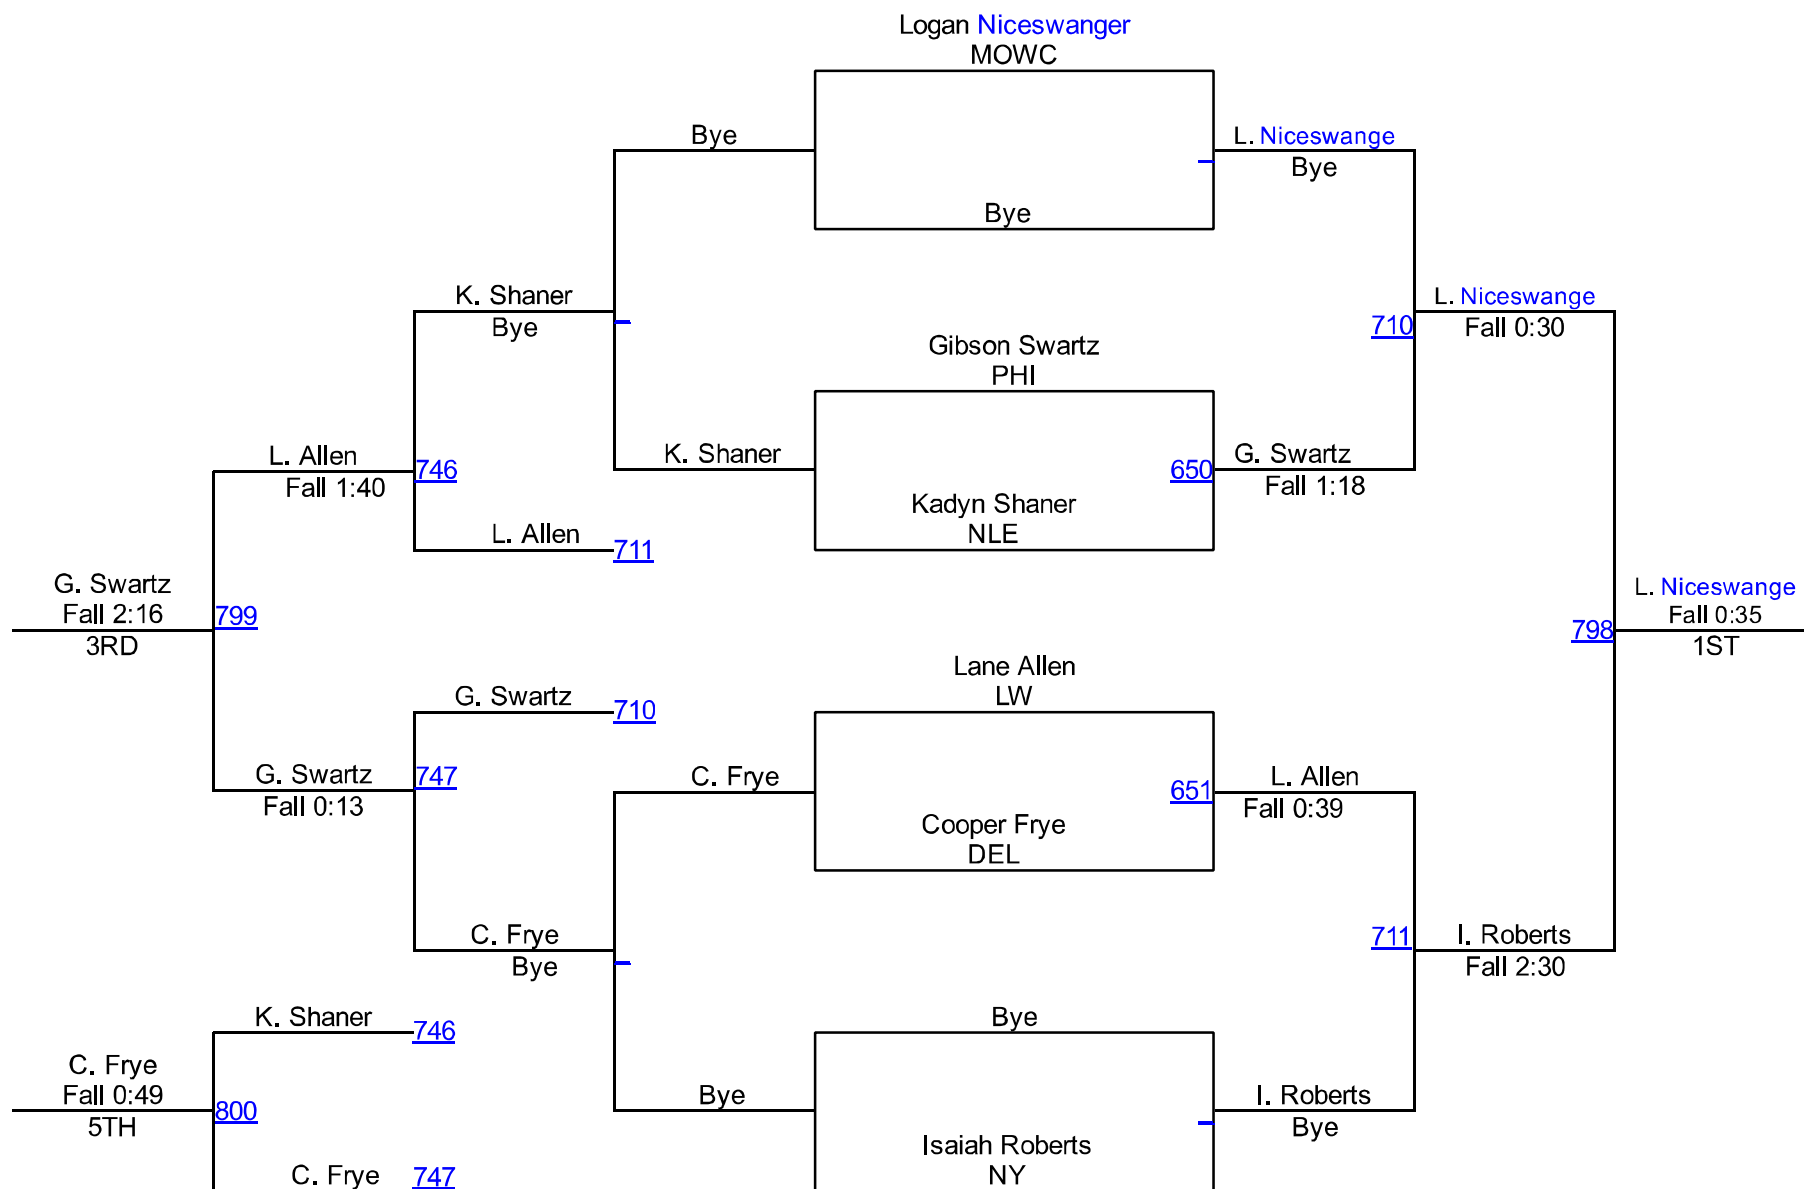 Logan Niceswanger
MOWC
Bye
L. Niceswange
Bye
Bye
K. Shaner
Bye
L. Niceswange
710
Fall 0:30
Gibson Swartz
PHI
L. Allen
Fall 1:40
746
K. Shaner
650
G. Swartz
Fall 1:18
Kadyn Shaner
NLE
L. Allen
711
G. Swartz
Fall 2:16
3RD
799
L. Niceswange
Fall 0:35
1ST
798
Lane Allen
LW
G. Swartz
710
G. Swartz
Fall 0:13
747
C. Frye
651
L. Allen
Fall 0:39
Cooper Frye
DEL
C. Frye
Bye
711
I. Roberts
Fall 2:30
K. Shaner
746
Bye
C. Frye
Fall 0:49
5TH
800
Bye
I. Roberts
Bye
Isaiah Roberts
NY
C. Frye
747